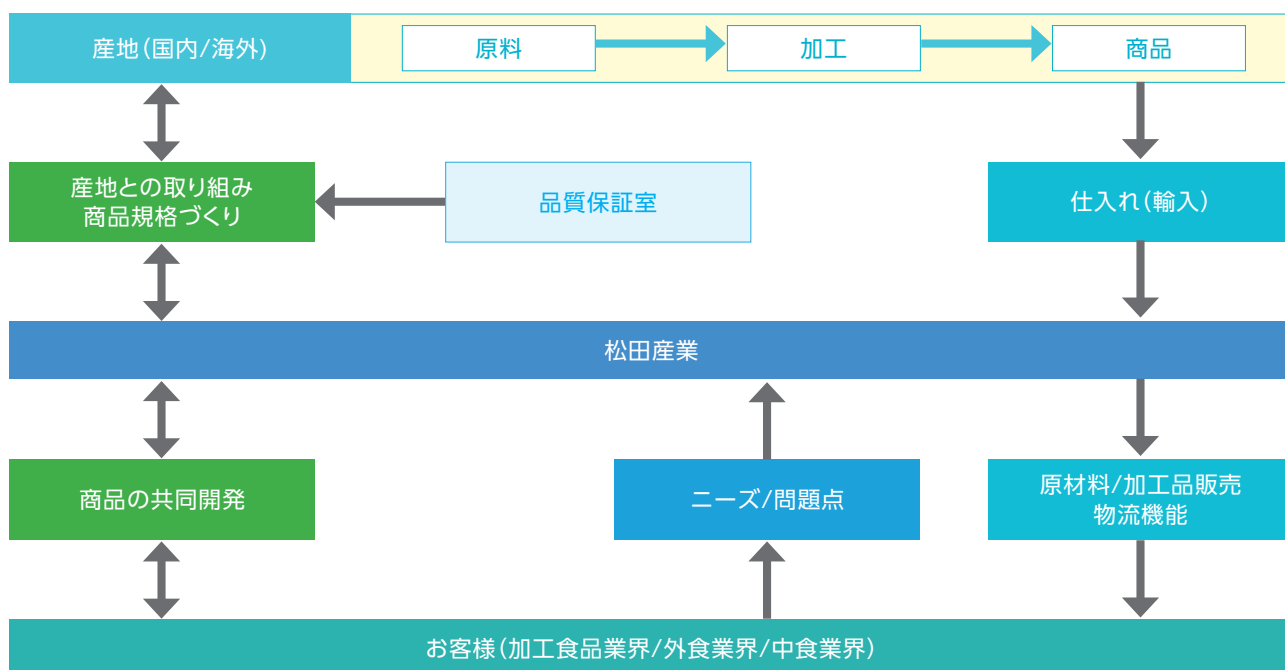 産地(国内/海外)
原料
加工
商品
産地との取り組み
商品規格づくり
品質保証室
仕入れ(輸入)
松田産業
商品の共同開発
ニーズ/問題点
原材料/加工品販売
物流機能
お客様(加工食品業界/外食業界/中食業界)